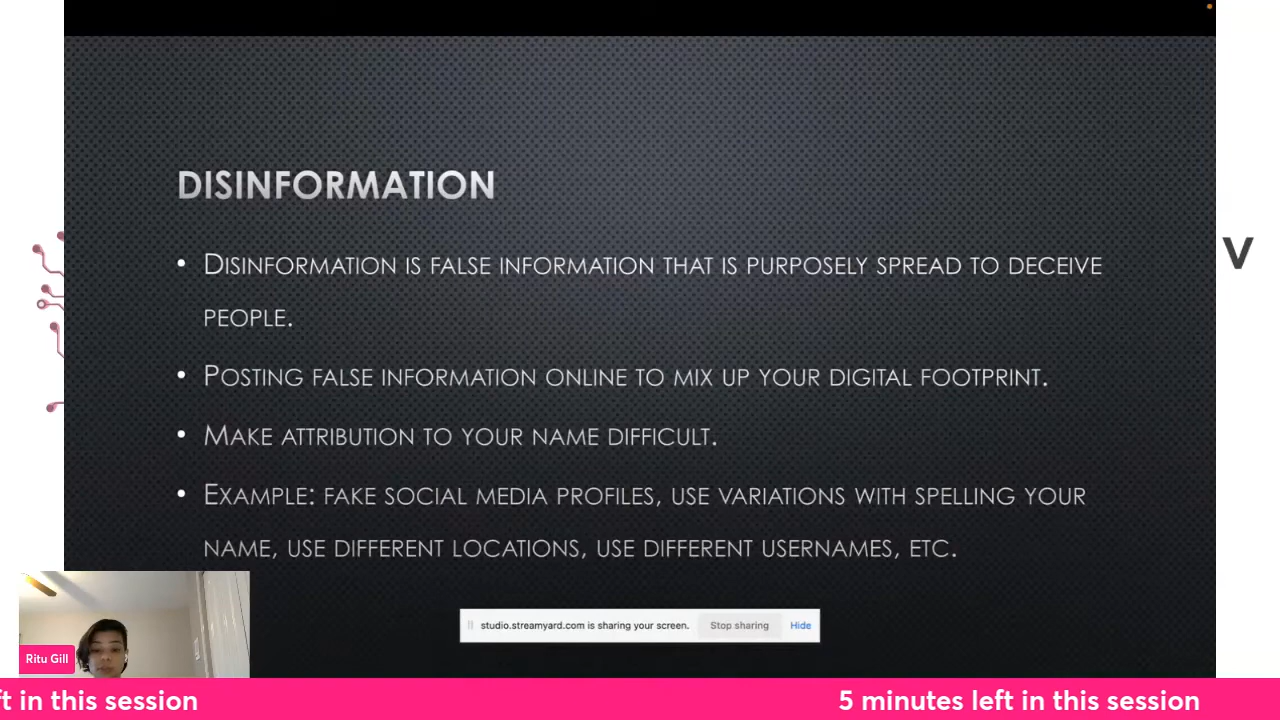 DISINFORMATION
• DISINFORMATION IS FALSE INFORMATION THAT IS PURPOSELY SPREAD TO DECEIVE
PEOPLE.
• POSTING FALSE INFORMATION ONLINE TO MIX UP YOUR DIGITAL FOOTPRINT.
• MAKE ATTRIBUTION TO YOUR NAME DIFFICULT.
• EXAMPLE: FAKE SOCIAL MEDIA PROFILES, USE VARIATIONS WITH SPELLING YOUR
NAME, USE DIFFERENT LOCATIONS, USE DIFFERENT USERNAMES, ETC.
V
studio.streamyard.com is sharing your screen. Stop sharing Hide
Ritu Gill
ft in this session 5 minutes left in this session